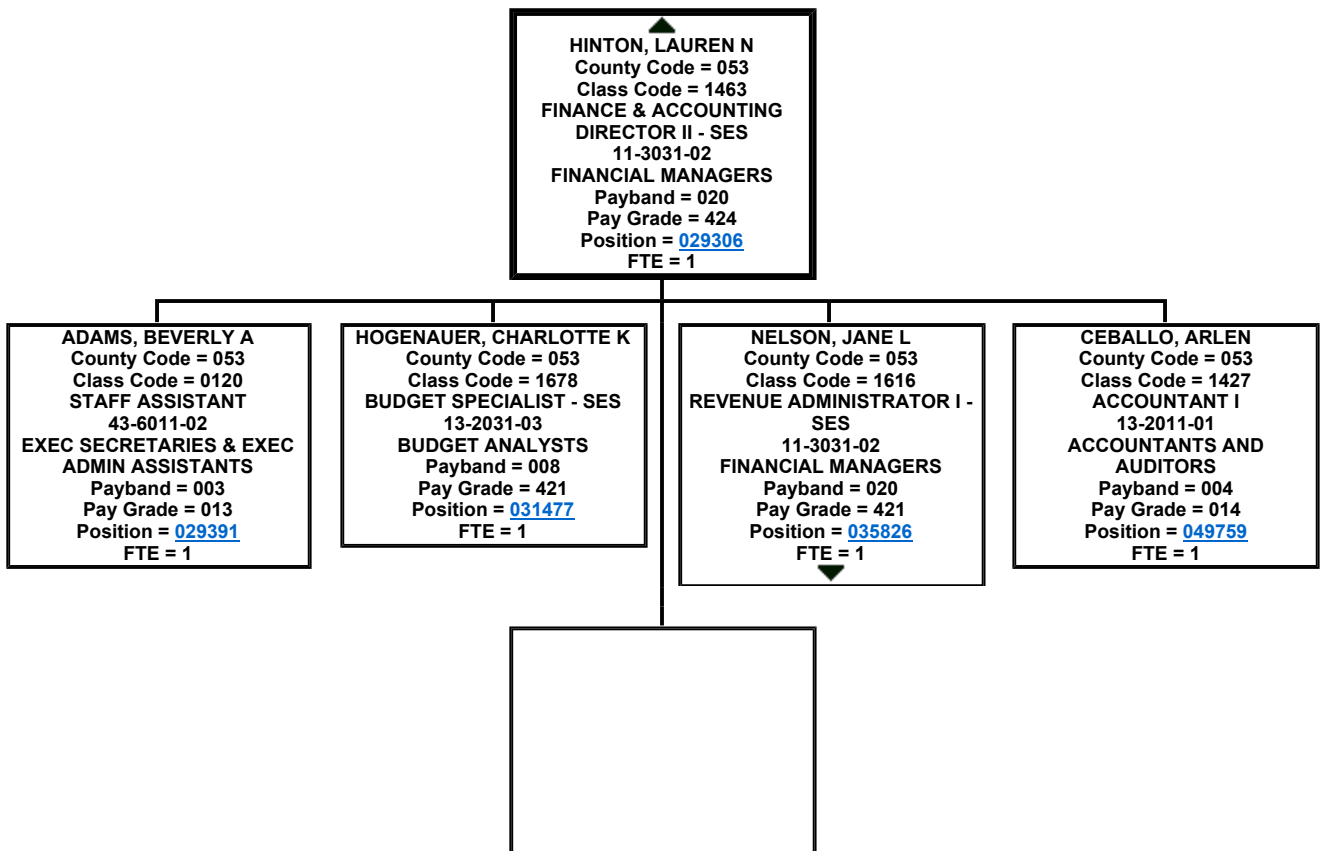 HINTON, LAUREN N
County Code = 053
Class Code = 1463
FINANCE & ACCOUNTING
DIRECTOR II - SES
11-3031-02
FINANCIAL MANAGERS
Payband = 020
Pay Grade = 424
Position = 029306
FTE = 1
ADAMS, BEVERLY A
County Code = 053
Class Code = 0120
STAFF ASSISTANT
43-6011-02
EXEC SECRETARIES & EXEC
ADMIN ASSISTANTS
Payband = 003
Pay Grade = 013
Position = 029391
FTE = 1
HOGENAUER, CHARLOTTE K
County Code = 053
Class Code = 1678
BUDGET SPECIALIST - SES
13-2031-03
BUDGET ANALYSTS
Payband = 008
Pay Grade = 421
Position = 031477
FTE = 1
NELSON, JANE L
County Code = 053
Class Code = 1616
REVENUE ADMINISTRATOR I -
SES
11-3031-02
FINANCIAL MANAGERS
Payband = 020
Pay Grade = 421
Position = 035826
FTE = 1
CEBALLO, ARLEN
County Code = 053
Class Code = 1427
ACCOUNTANT I
13-2011-01
ACCOUNTANTS AND
AUDITORS
Payband = 004
Pay Grade = 014
Position = 049759
FTE = 1